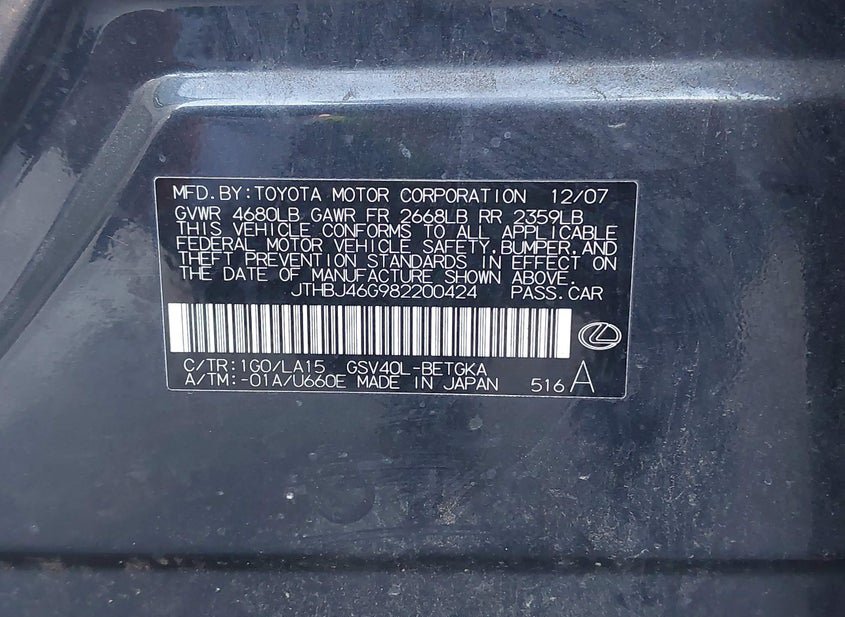 MFD. BY: TOYOTA MOTOR CORPORATION 12/07
GVWR 4680LB GAWR FR 2668LB RR 2359LB
THIS VEHICLE CONFORMS TO ALL APPLICABLE
FEDERAL MOTOR VEHICLE SAFETY, BUMPER, AND
THEFT PREVENTION STANDARDS IN EFFECT ON
THE DATE OF MANUFACTURE SHOWN ABOVE.
JTHBJ46G982200424 PASS. CAR
C/TR: 1G0/LA15 GSV40L-BETGKA
A/TM: -01A/U660E MADE IN JAPAN 516 A